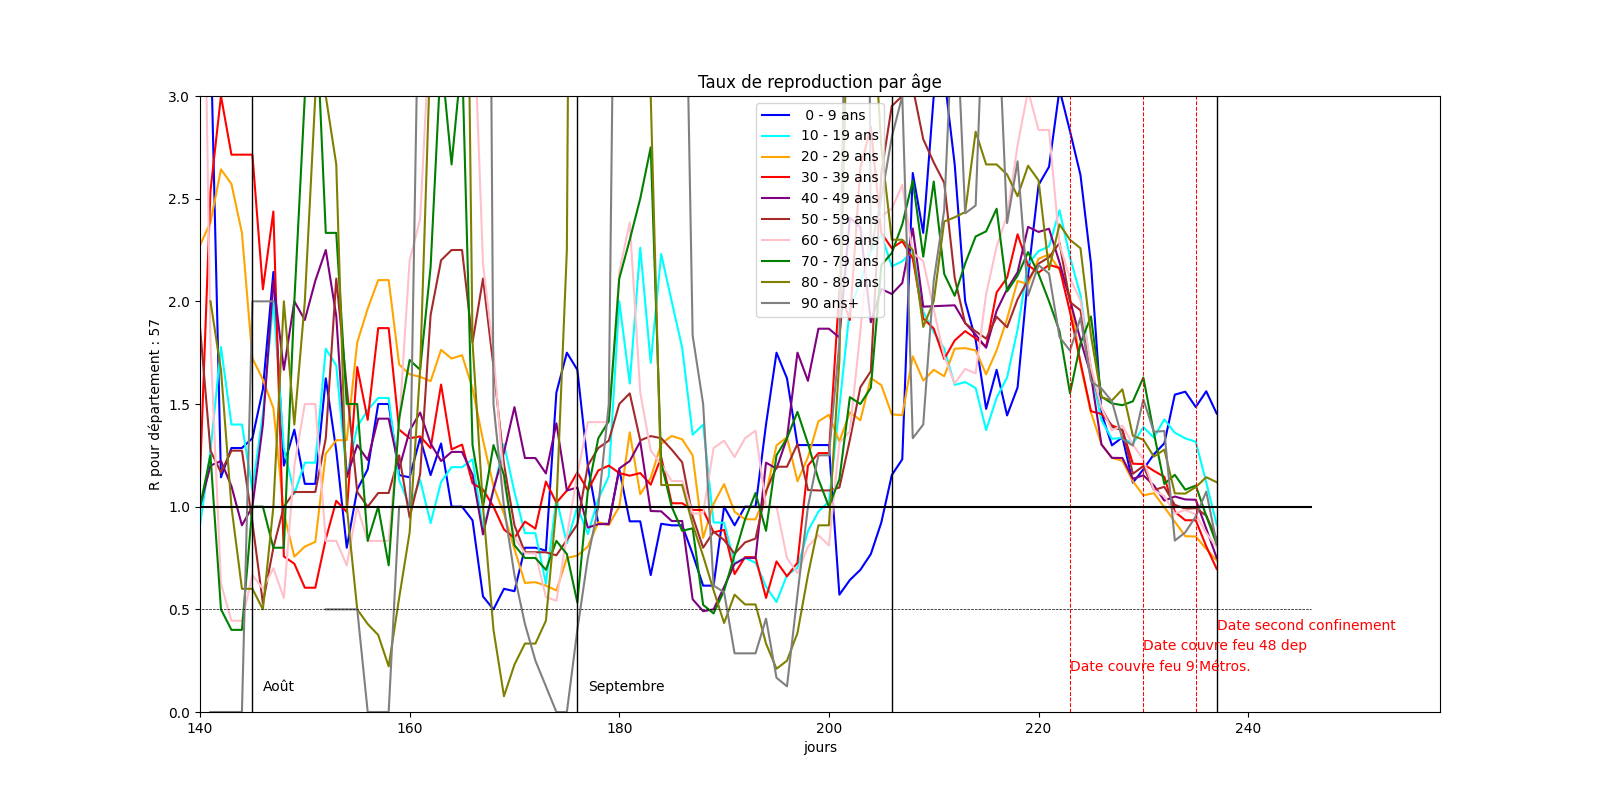 Taux de reproduction par âge
3.0
2.5
2.0
1.5
1.0
0.5
0.0
R pour département : 57
0 - 9 ans
10 - 19 ans
20 - 29 ans
30 - 39 ans
40 - 49 ans
50 - 59 ans
60 - 69 ans
70 - 79 ans
80 - 89 ans
90 ans+
Date second confinement
Date couvre feu 48 dep
Date couvre feu 9 Métros.
Août
Septembre
140
160
180
200
220
240
jours